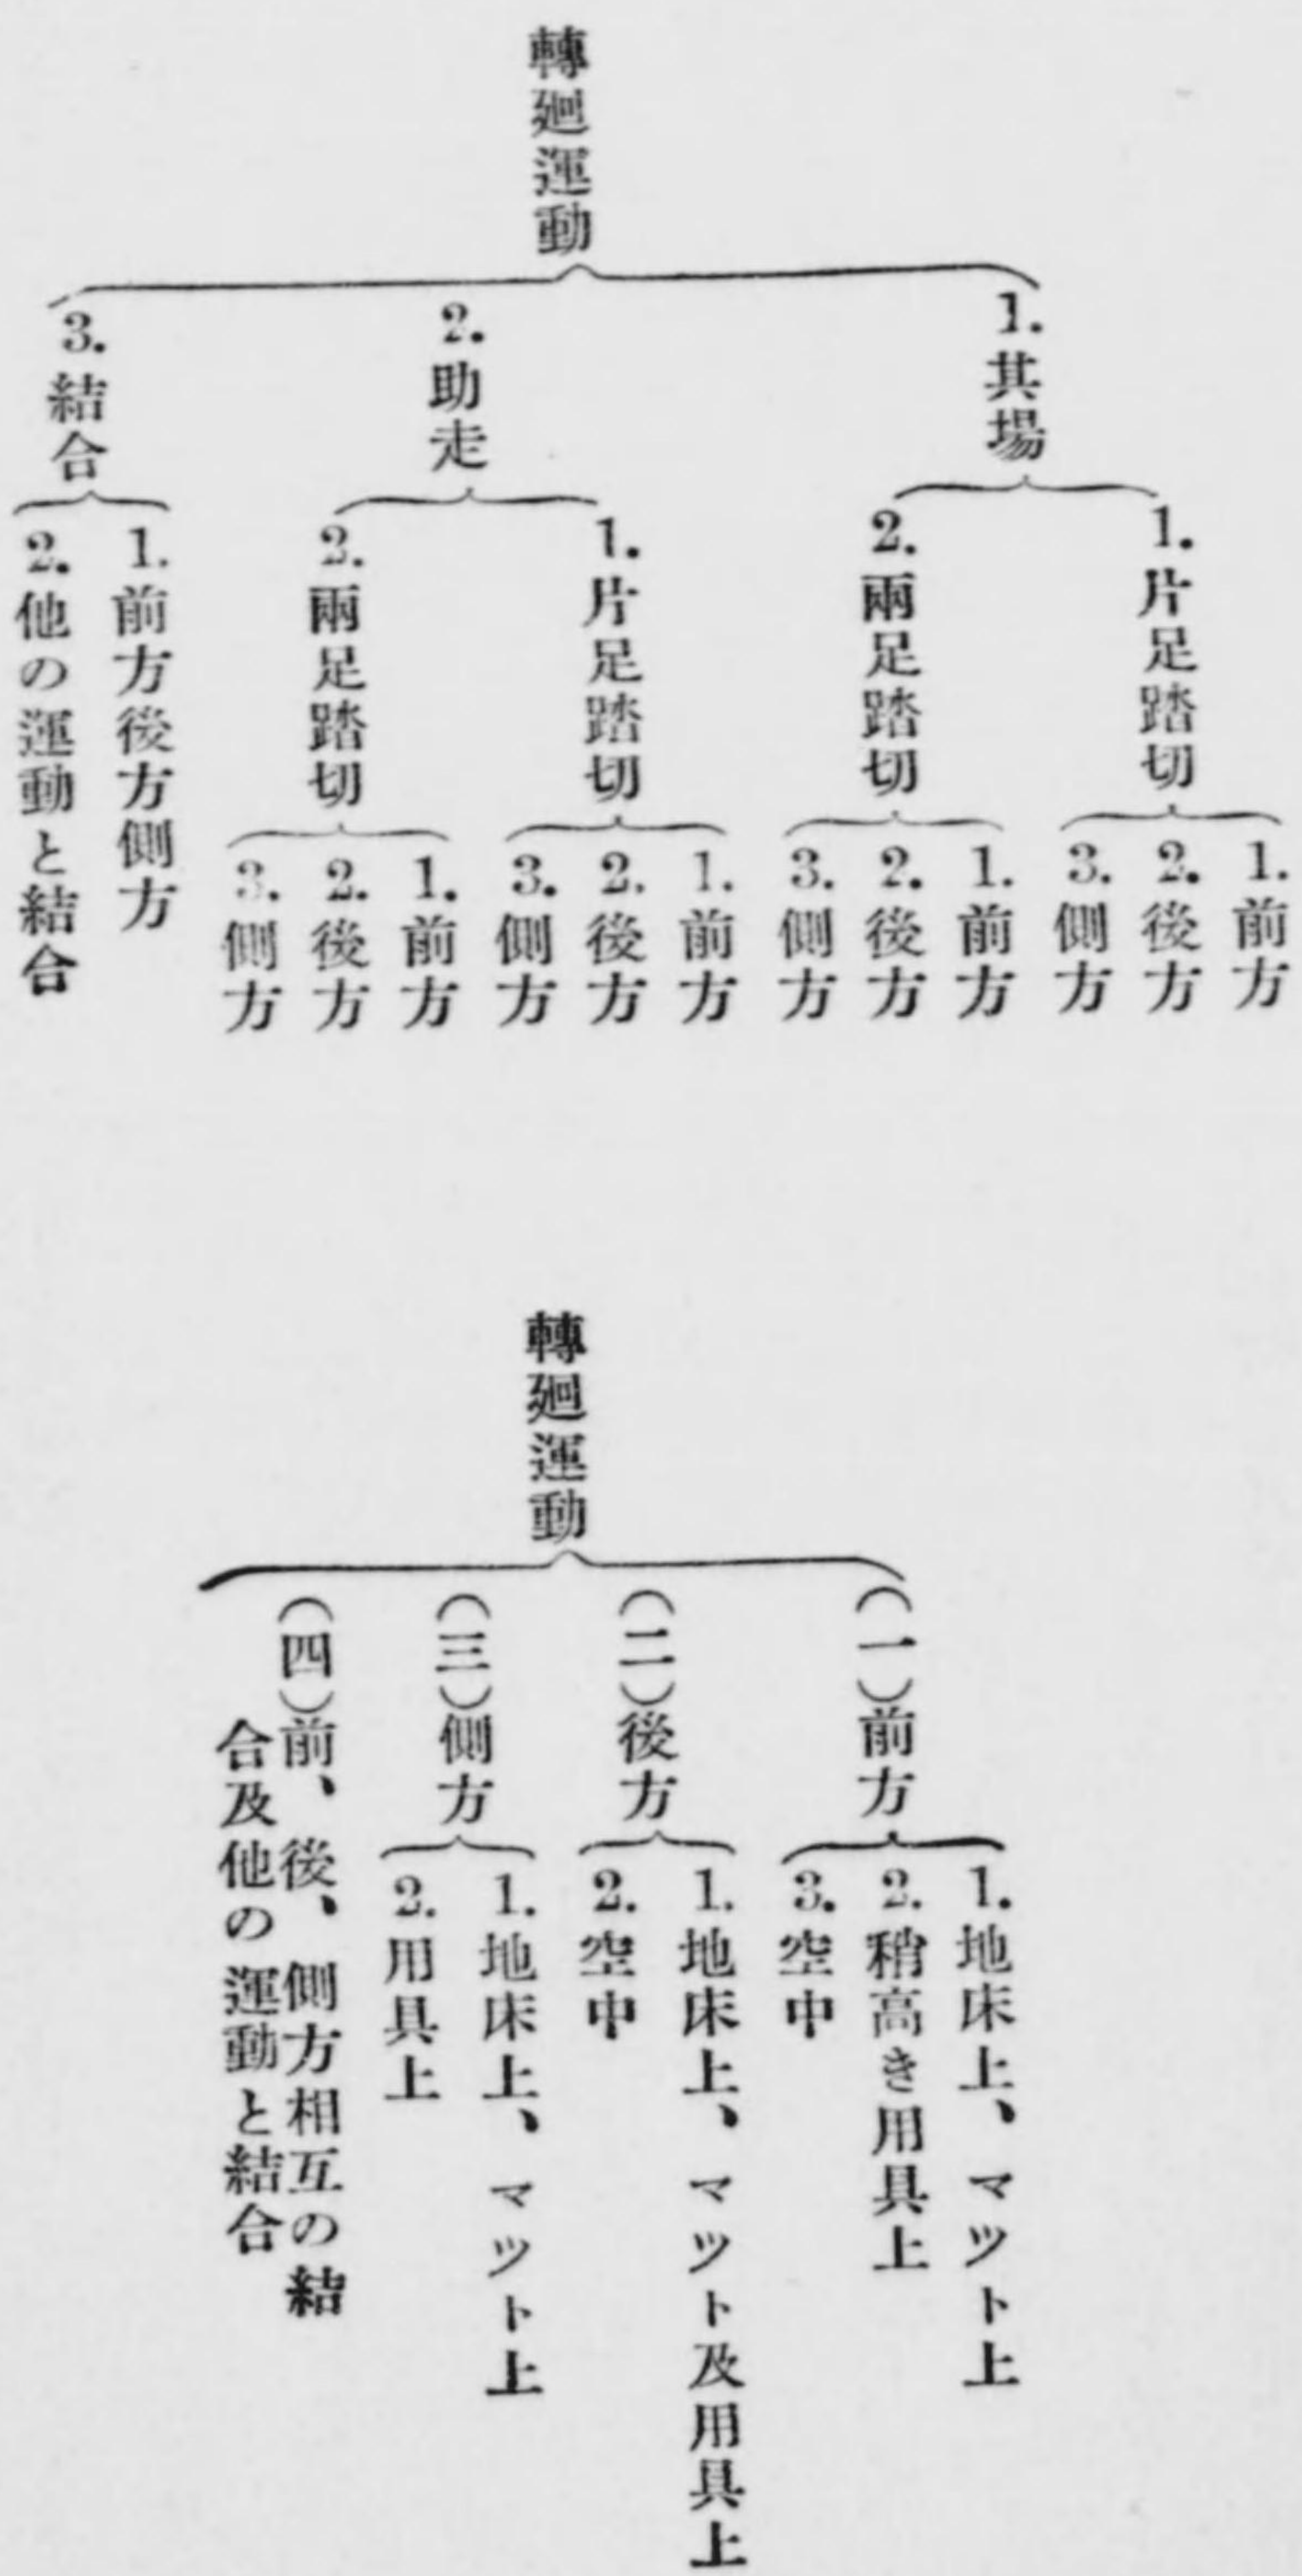 轉廻運動
1. 其場
1. 片足踏切
1. 前方
2. 後方
3. 側方
2. 兩足踏切
1. 前方
2. 後方
3. 側方
2. 助走
1. 片足踏切
1. 前方
2. 後方
3. 側方
2. 兩足踏切
1. 前方
2. 後方
3. 側方
3. 結合
1. 前方後方側方
2. 他の運動と結合
轉廻運動
(一)前方
1. 地床上、マツト上
2. 稍高き用具上
3. 空中
(二)後方
1. 地床上、マツト及用具上
2. 空中
(三)側方
1. 地床上、マツト上
2. 用具上
(四)前、後、側方相互の結
合及他の運動と結合